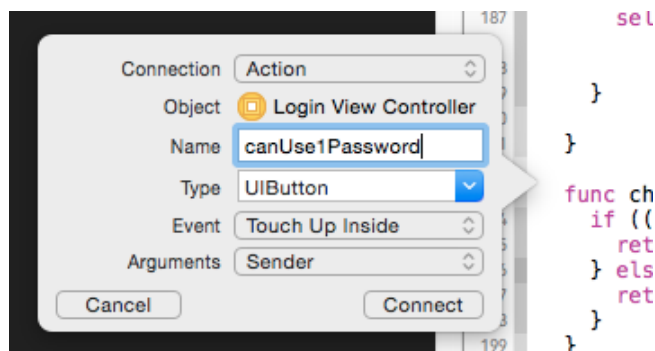 187
sel
Connection Action
}
Object Login View Controller
Name canUse1Password
}
Type UIButton
func ch
Event Touch Up Inside
if ((
ret
Arguments Sender
} els
ret
Cancel Connect
}
199 }